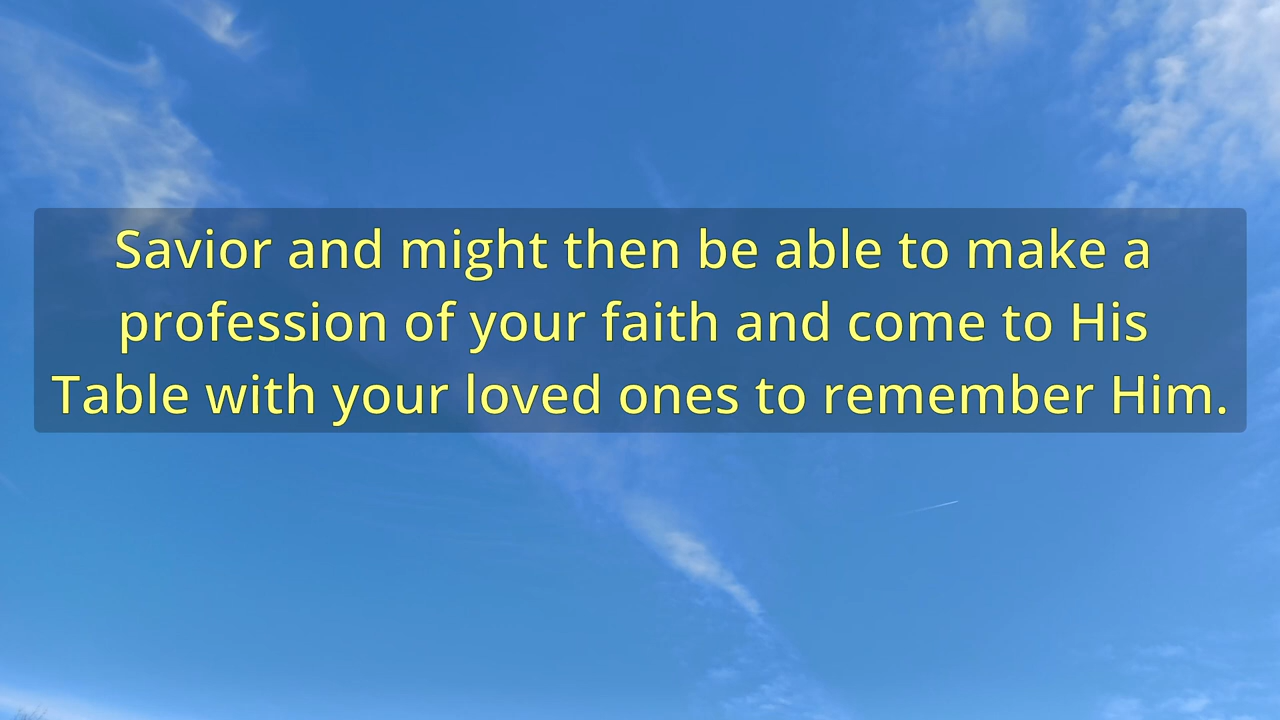 Savior and might then be able to make a
profession of your faith and come to His
Table with your loved ones to remember Him.